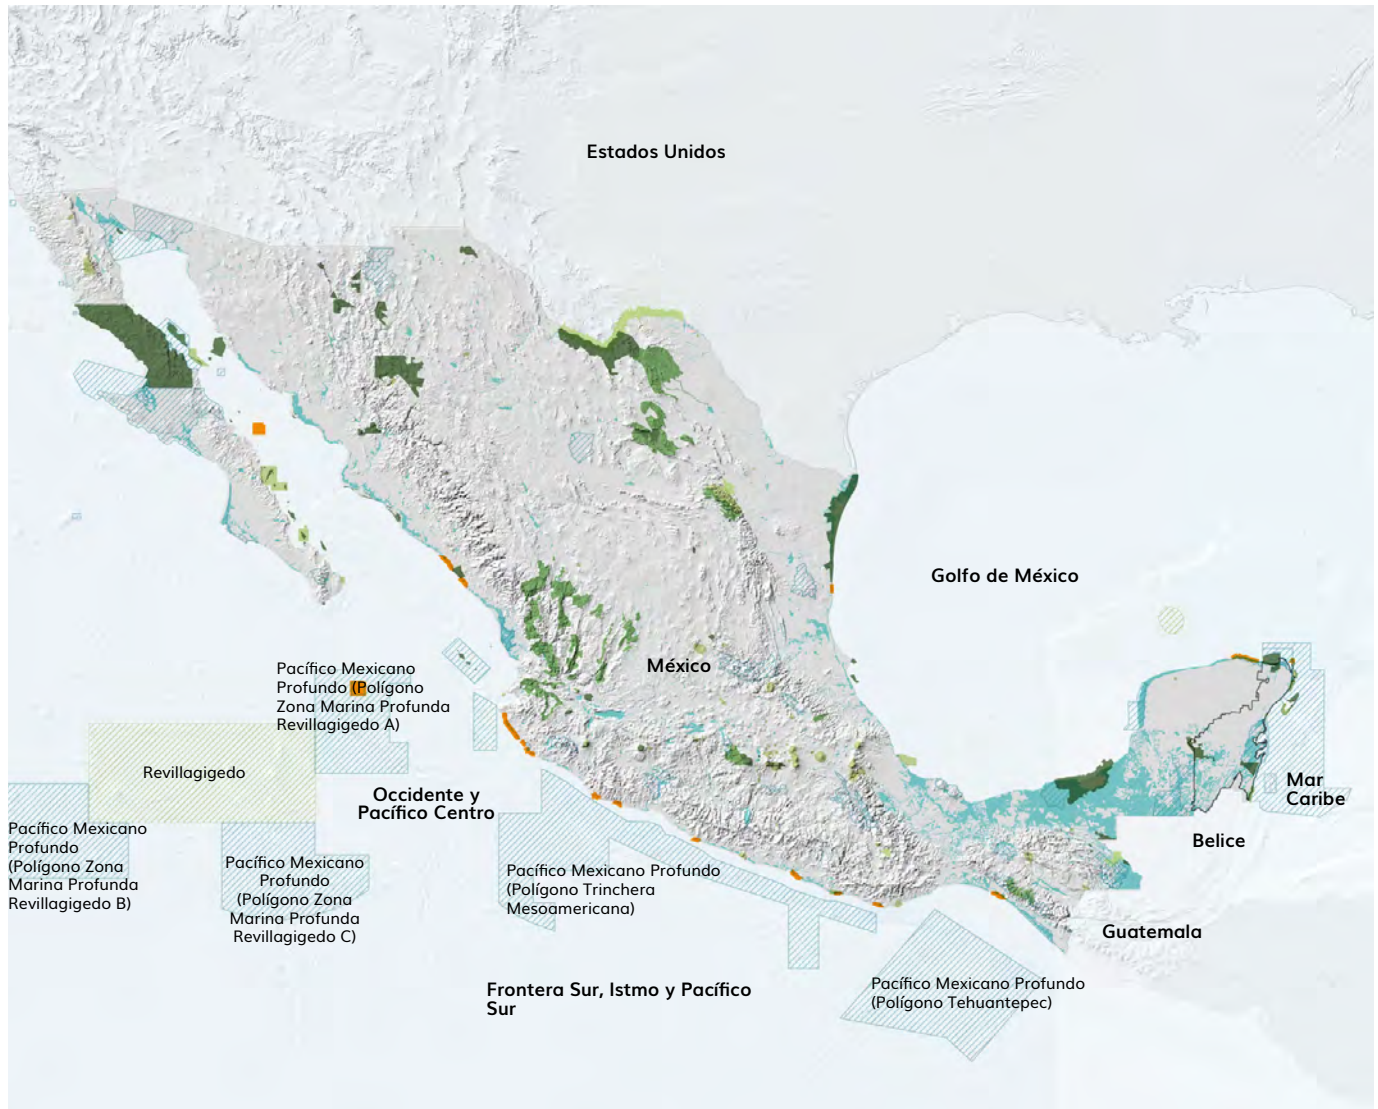 Estados Unidos
Golfo de México
México
Pacífico Mexicano
Profundo (Polígono
Zona Marina Profunda
Revillagigedo A)
Revillagigedo
Occidente y
Pacífico Centro
Mar
Caribe
Belice
Pacífico Mexicano
Profundo
(Polígono Zona
Marina Profunda
Revillagigedo B)
Pacífico Mexicano
Profundo
(Polígono Zona
Marina Profunda
Revillagigedo C)
Pacífico Mexicano Profundo
(Polígono Trinchera
Mesoamericana)
Guatemala
Frontera Sur, Istmo y Pacífico
Sur
Pacífico Mexicano Profundo
(Polígono Tehuantepec)